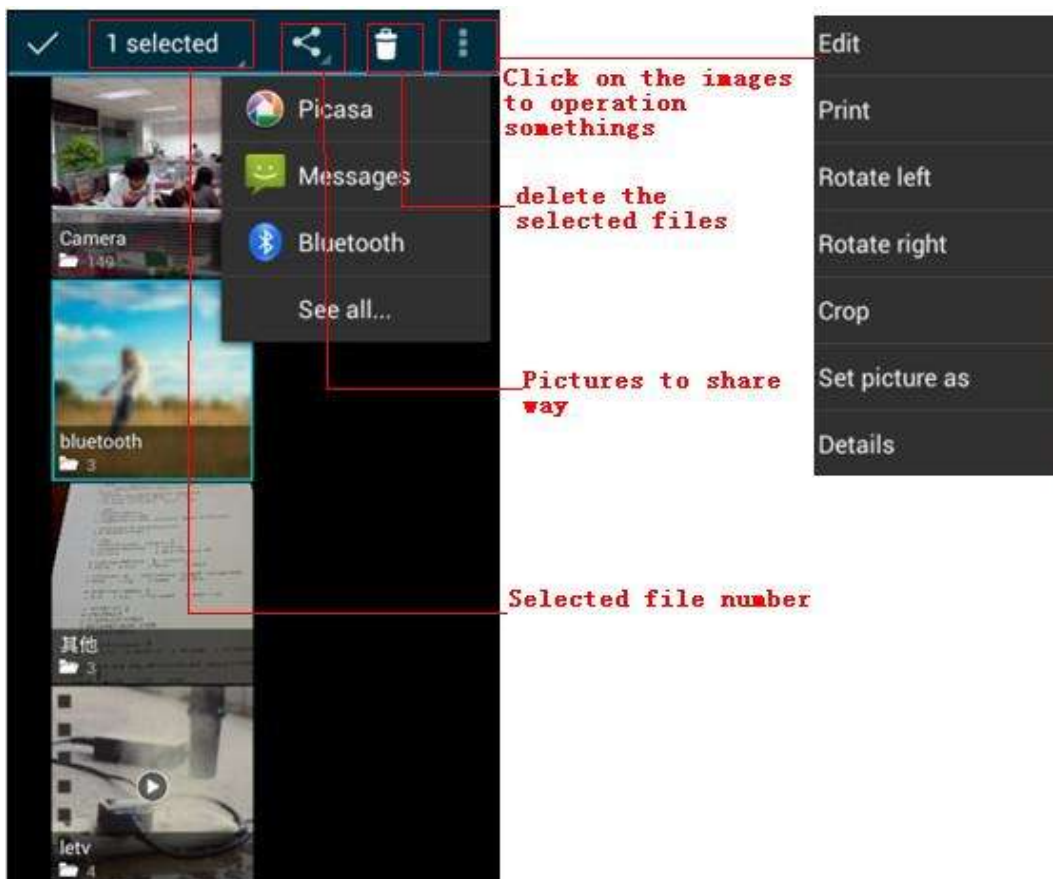 1 selected
Picasa
Messages
Bluetooth
See all...
Camera
149
bluetooth
3
其他
3
letv
4
Click on the images
to operation
somethings
delete the
selected files
Pictures to share
way
Selected file number
Edit
Print
Rotate left
Rotate right
Crop
Set picture as
Details